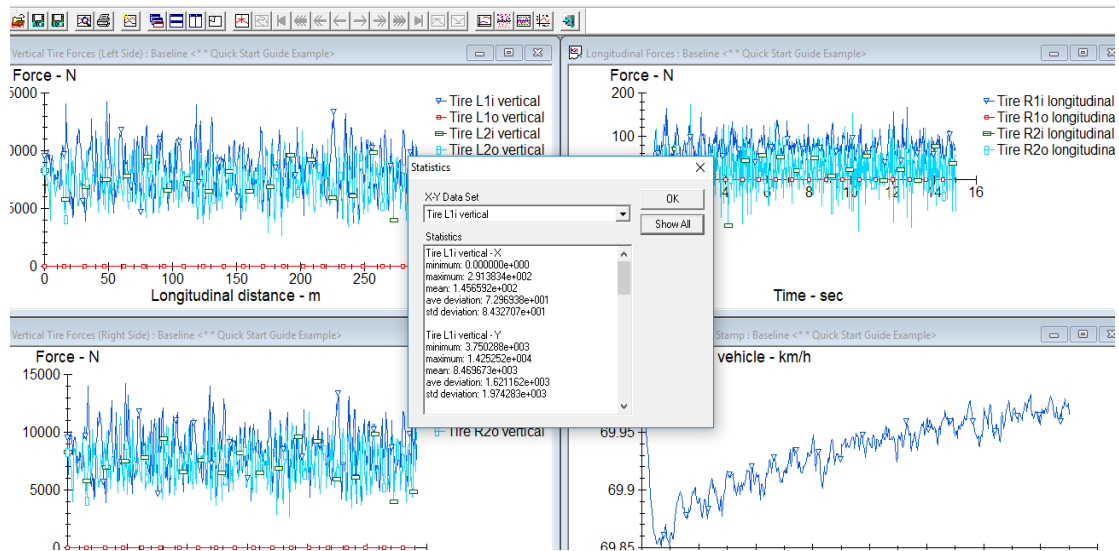 Vertical Tire Forces (Left Side) : Baseline <* * Quick Start Guide Example>
Force - N
5000
0000
5000
0
0
50
100
150
200
250
Longitudinal distance - m
Tire L1i vertical
Tire L1o vertical
Tire L2i vertical
Tire L2o vertical
Longitudinal Forces : Baseline <* * Quick Start Guide Example>
Force - N
200
100
4
6
8
10
12
14
16
Time - sec
Tire R1i longitudinal
Tire R1o longitudina
Tire R2i longitudinal
Tire R2o longitudina
Statistics
X-Y Data Set
Tire L1i vertical
OK
Show All
Statistics
Tire L1i vertical - X
minimum: 0.000000e+000
maximum: 2.913834e+002
mean: 1.456592e+002
ave deviation: 7.296938e+001
std deviation: 8.432707e+001
Tire L1i vertical - Y
minimum: 3.750288e+003
maximum: 1.425252e+004
mean: 8.469673e+003
ave deviation: 1.621162e+003
std deviation: 1.974283e+003
Vertical Tire Forces (Right Side) : Baseline <* * Quick Start Guide Example>
Force - N
15000
10000
5000
0
Tire R2o vertical
Stamp : Baseline <* * Quick Start Guide Example>
vehicle - km/h
69.95
69.9
69.85